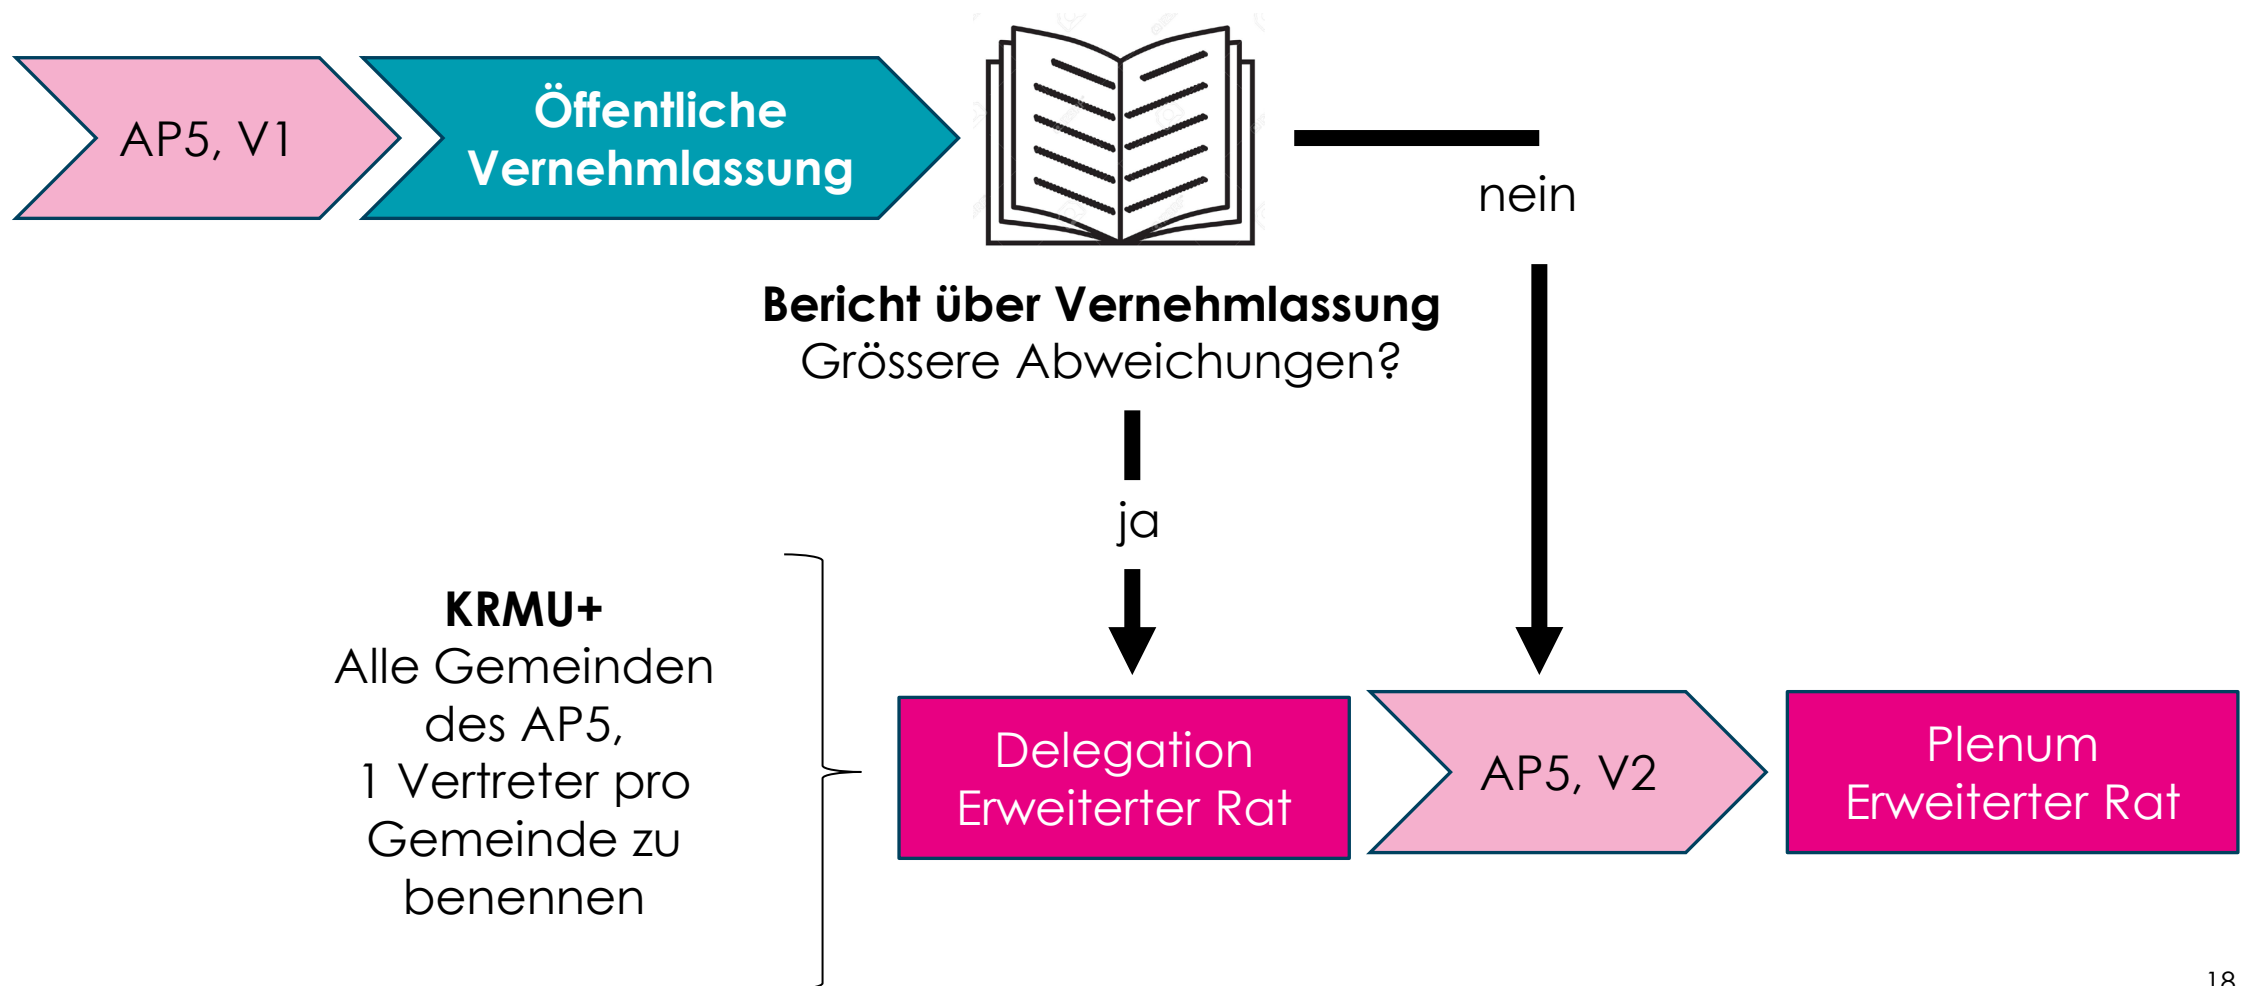 AP5, V1
Öffentliche
Vernehmlassung
nein
Bericht über Vernehmlassung
Grössere Abweichungen?
ja
KRMU+
Alle Gemeinden
des AP5,
1 Vertreter pro
Gemeinde zu
benennen
Delegation
Erweiterter Rat
AP5, V2
Plenum
Erweiterter Rat
18